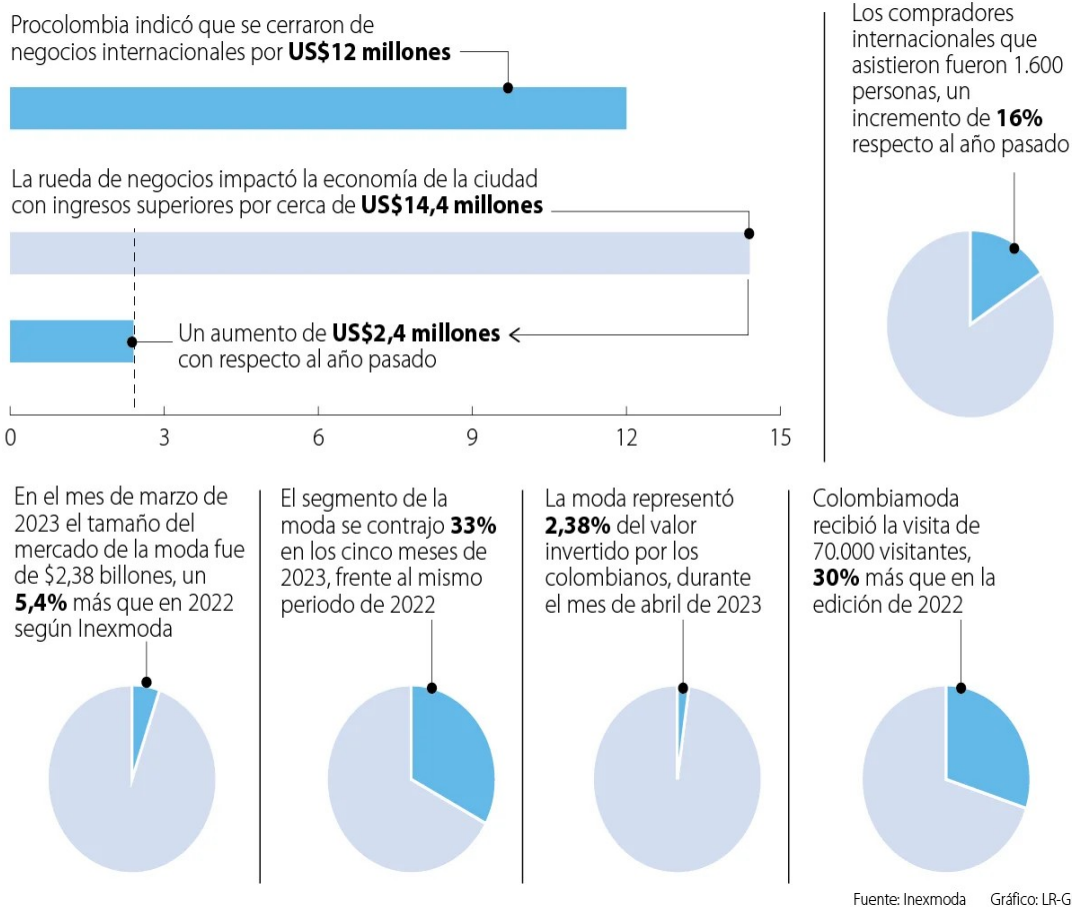 Procolombia indicó que se cerraron de
negocios internacionales por US$12 millones
La rueda de negocios impactó la economía de la ciudad
con ingresos superiores por cerca de US$14,4 millones
Un aumento de US$2,4 millones
con respecto al año pasado
0 3 6 9 12 15
Los compradores
internacionales que
asistieron fueron 1.600
personas, un
incremento de 16%
respecto al año pasado
En el mes de marzo de
2023 el tamaño del
mercado de la moda fue
de $2,38 billones, un
5,4% más que en 2022
según Inexmoda
El segmento de la
moda se contrajo 33%
en los cinco meses de
2023, frente al mismo
periodo de 2022
La moda representó
2,38% del valor
invertido por los
colombianos, durante
el mes de abril de 2023
Colombiamoda
recibió la visita de
70.000 visitantes,
30% más que en la
edición de 2022
Fuente: Inexmoda Gráfico: LR-G